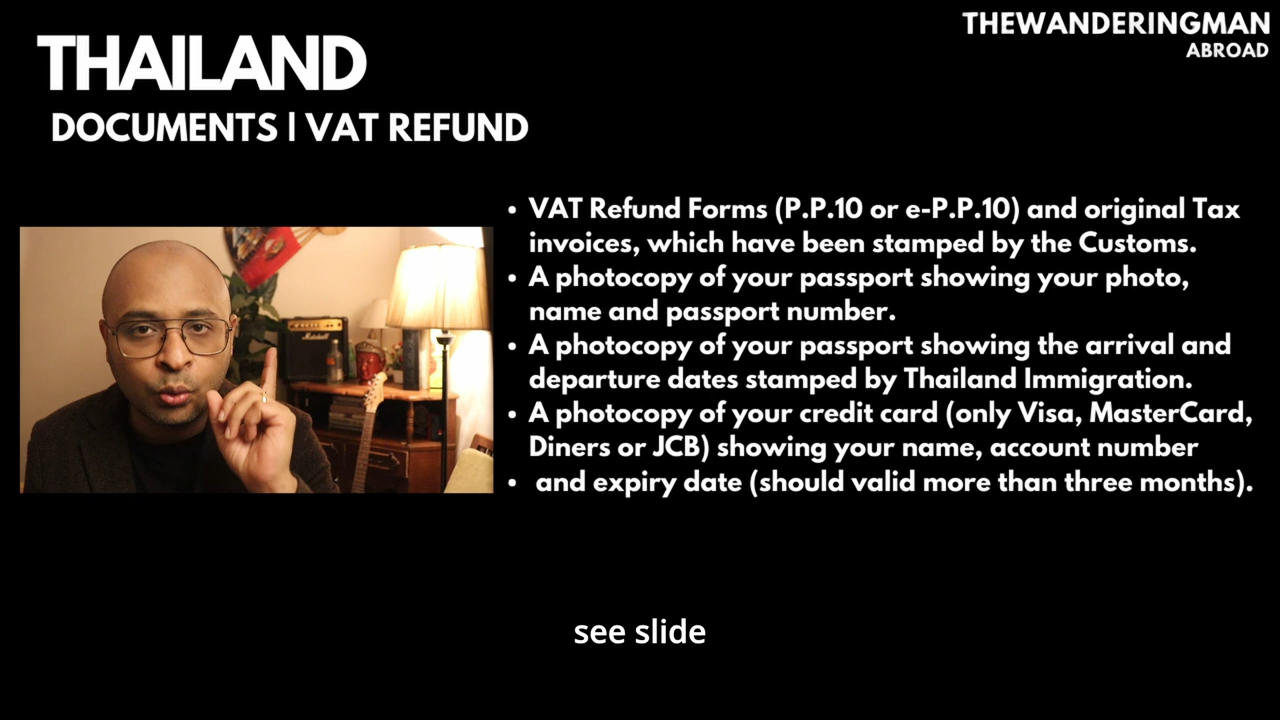 THAILAND
DOCUMENTS | VAT REFUND
THEWANDERINGMAN
ABROAD
• VAT Refund Forms (P.P.10 or e-P.P.10) and original Tax
invoices, which have been stamped by the Customs.
• A photocopy of your passport showing your photo,
name and passport number.
• A photocopy of your passport showing the arrival and
departure dates stamped by Thailand Immigration.
• A photocopy of your credit card (only Visa, MasterCard,
Diners or JCB) showing your name, account number
• and expiry date (should valid more than three months).
Marshall
see slide